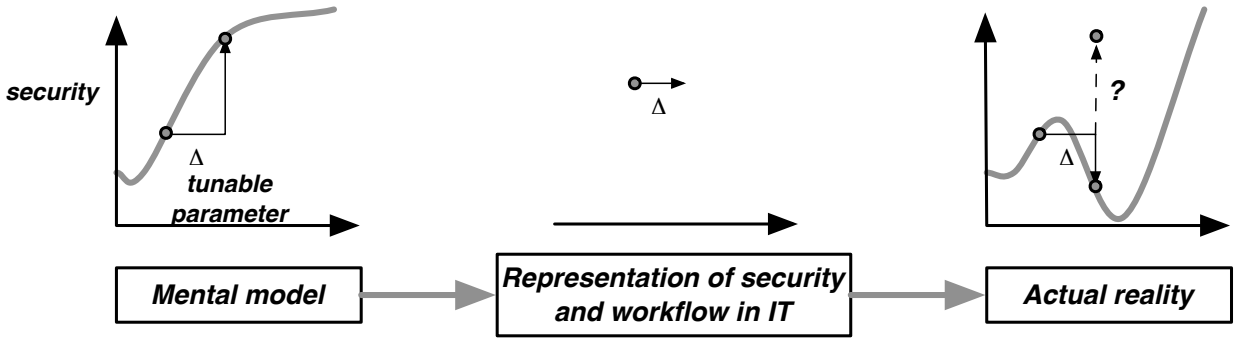 security
Δ
tunable
parameter
Δ
?
Δ
Mental model
Representation of security
and workflow in IT
Actual reality